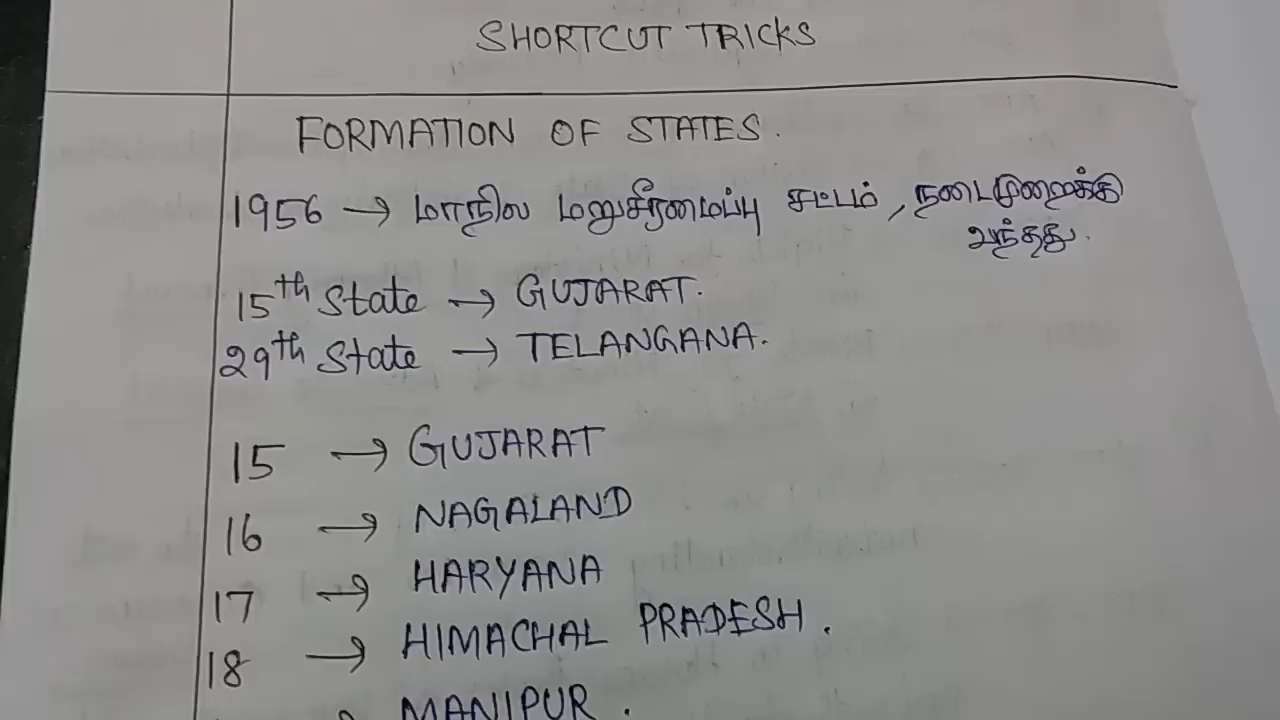 SHORTCUT TRICKS
FORMATION OF STATES.
1956 → மாநில மறுசீரமைப்பு சட்டம், நடைமுறைக்கு
வந்தது.
15th State → GUJARAT.
29th State → TELANGANA.
15 → GUJARAT
16 → NAGALAND
17 → HARYANA
18 → HIMACHAL PRADESH.
→ MANIPUR.